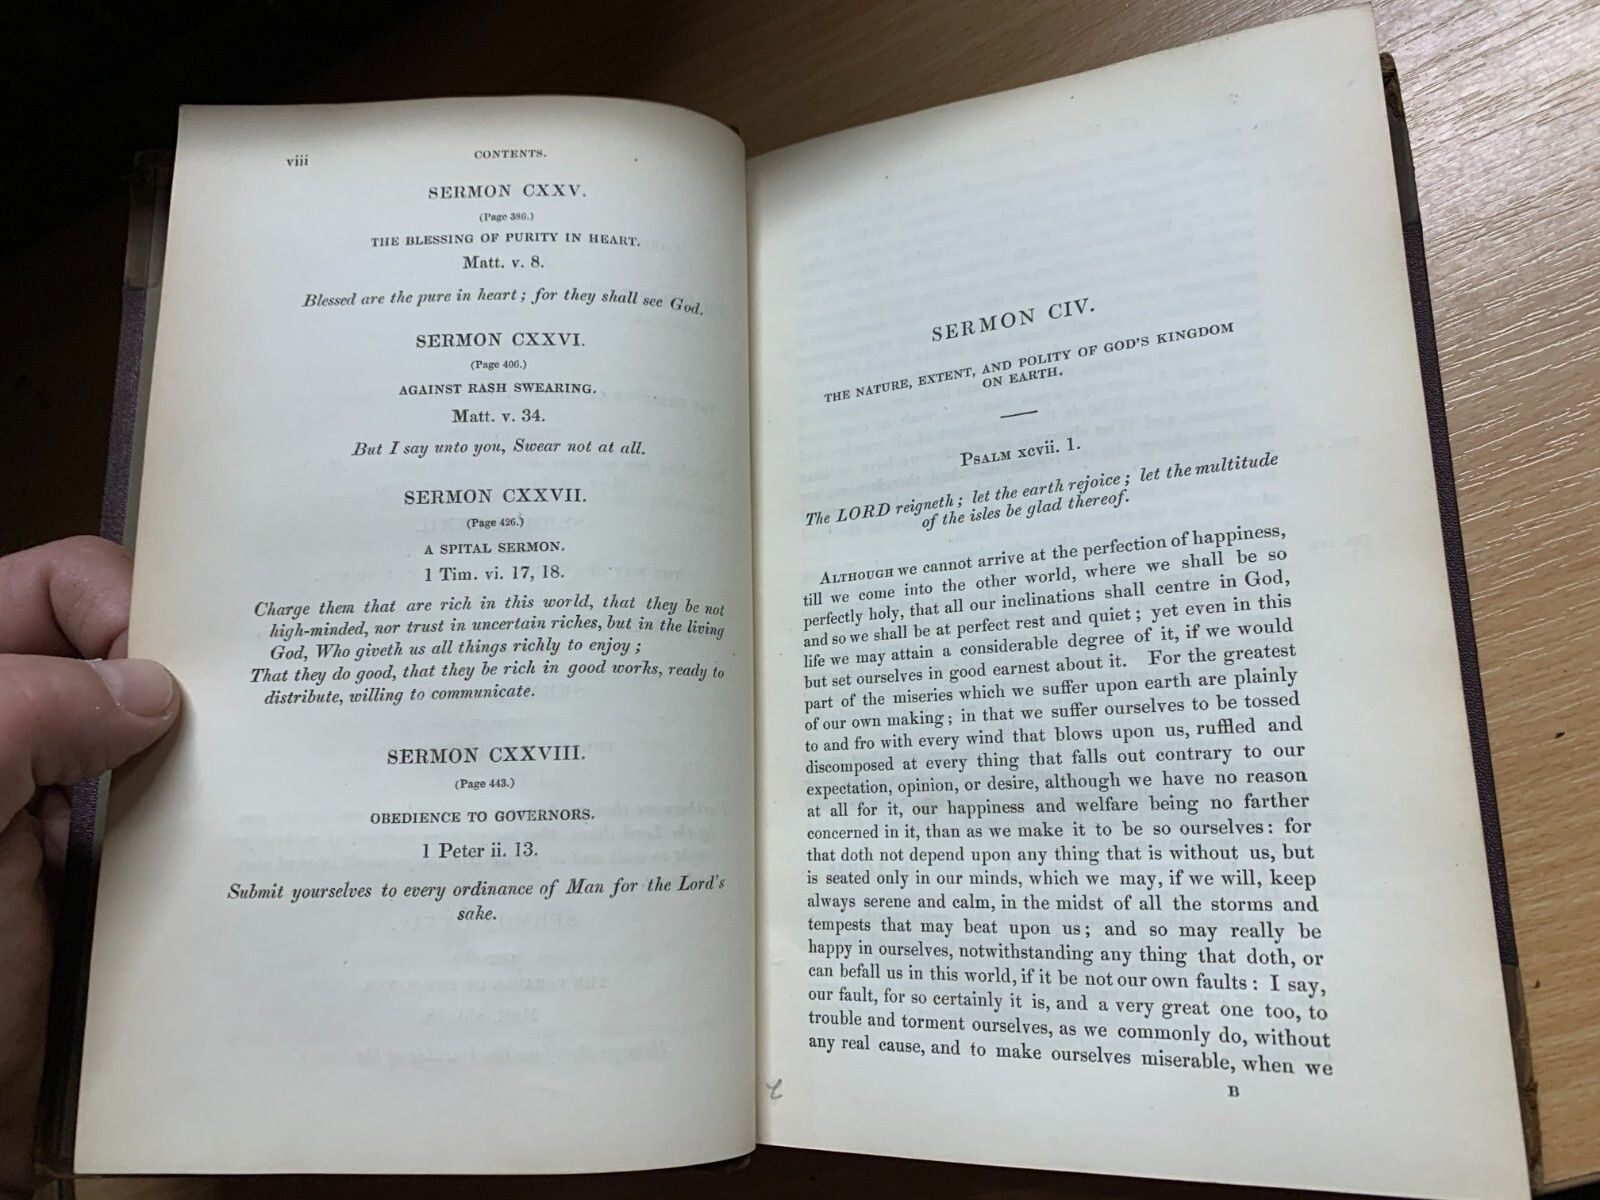 viii
CONTENTS.
SERMON CXXV.
(Page 386.)
THE BLESSING OF PURITY IN HEART.
Matt. v. 8.
Blessed are the pure in heart; for they shall see God.
SERMON CXXVI.
(Page 406.)
AGAINST RASH SWEARING.
Matt. v. 34.
But I say unto you, Swear not at all.
SERMON CXXVII.
(Page 426.)
A SPITAL SERMON.
1 Tim. vi. 17, 18.
Charge them that are rich in this world, that they be not
high-minded, nor trust in uncertain riches, but in the living
God, Who giveth us all things richly to enjoy;
That they do good, that they be rich in good works, ready to
distribute, willing to communicate.
SERMON CXXVIII.
(Page 443.)
OBEDIENCE TO GOVERNORS.
1 Peter ii. 13.
Submit yourselves to every ordinance of Man for the Lord's
sake.
SERMON CIV.
THE NATURE, EXTENT, AND POLITY OF GOD'S KINGDOM
ON EARTH.
PSALM xcvii. 1.
The LORD reigneth; let the earth rejoice; let the multitude
of the isles be glad thereof.
ALTHOUGH we cannot arrive at the perfection of happiness,
till we come into the other world, where we shall be so
perfectly holy, that all our inclinations shall centre in God,
and so we shall be at perfect rest and quiet; yet even in this
life we may attain a considerable degree of it, if we would
but set ourselves in good earnest about it. For the greatest
part of the miseries which we suffer upon earth are plainly
of our own making; in that we suffer ourselves to be tossed
to and fro with every wind that blows upon us, ruffled and
discomposed at every thing that falls out contrary to our
expectation, opinion, or desire, although we have no reason
at all for it, our happiness and welfare being no farther
concerned in it, than as we make it to be so ourselves: for
that doth not depend upon any thing that is without us, but
is seated only in our minds, which we may, if we will, keep
always serene and calm, in the midst of all the storms and
tempests that may beat upon us; and so may really be
happy in ourselves, notwithstanding any thing that doth, or
can befall us in this world, if it be not our own faults: I say,
our fault, for so certainly it is, and a very great one too, to
trouble and torment ourselves, as we commonly do, without
any real cause, and to make ourselves miserable, when we
B